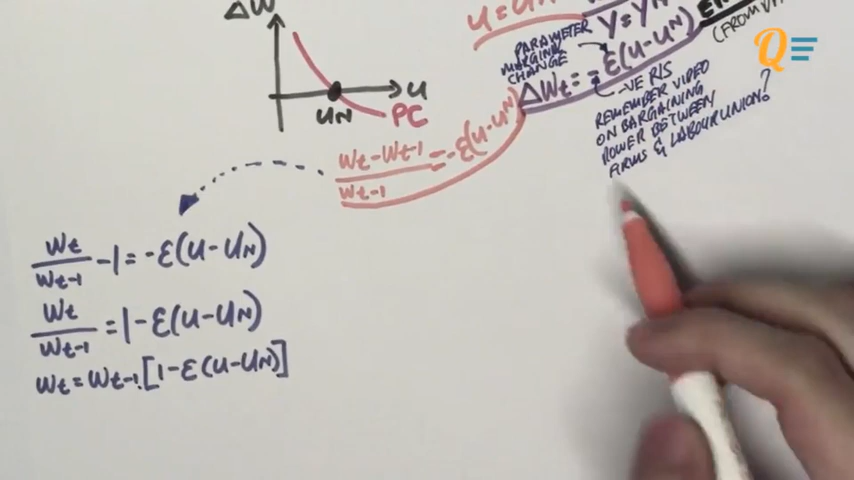 ΔW
U
UN
PC
Y = YN
PARAMETER
CHANGE
-ε(U-UN)
ΔWt =
-VE R/S
REMEMBER VIDEO
ON BARGAINING
POWER BETWEEN
FIRMS & LABOUR UNION?
Wt-Wt-1 = -ε(U-UN)
Wt-1
Wt
Wt-1
-1 = -ε(U-UN)
Wt
Wt-1
= 1-ε(U-UN)
Wt = Wt-1.[1-ε(U-UN)]